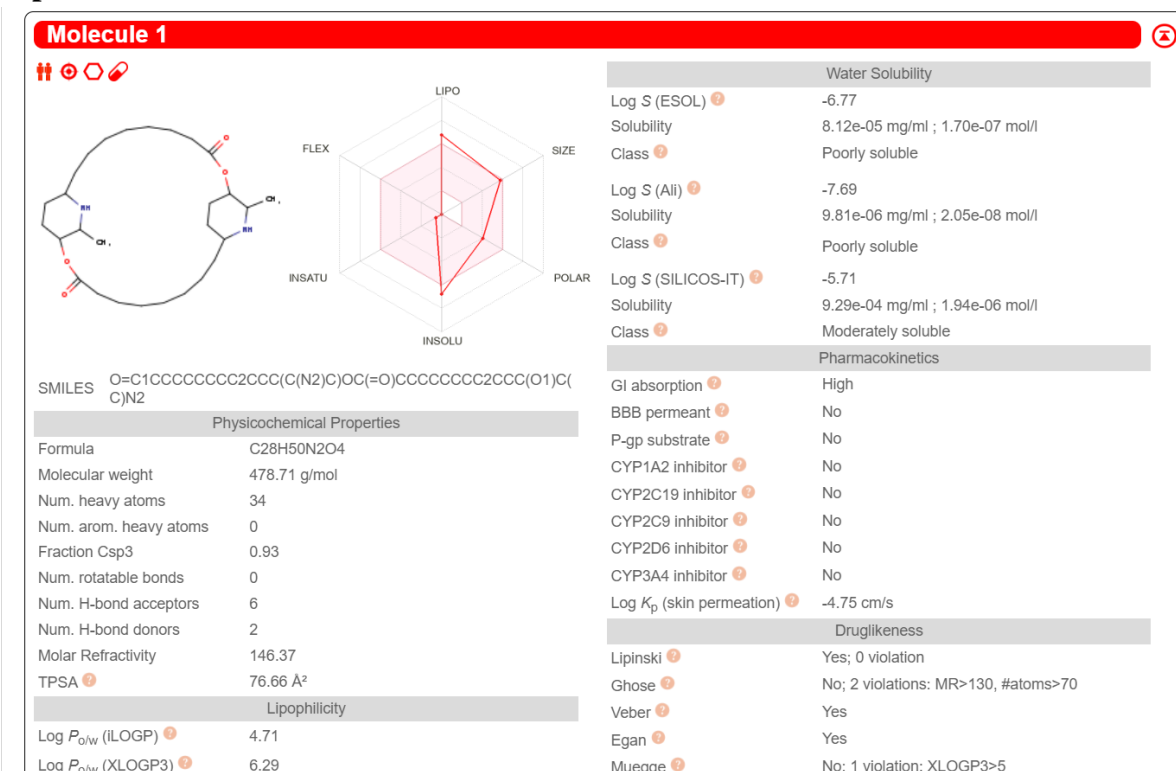 Molecule 1
LIPO
FLEX
SIZE
INSATU
POLAR
INSOLU
O
O
NH
CH
CH
NH
O
O
SMILES O=C1CCCCCCCC2CCC(C(N2)C)OC(=O)CCCCCCCC2CCC(O1)C(
C)N2
Physicochemical Properties
Formula C28H50N2O4
Molecular weight 478.71 g/mol
Num. heavy atoms 34
Num. arom. heavy atoms 0
Fraction Csp3 0.93
Num. rotatable bonds 0
Num. H-bond acceptors 6
Num. H-bond donors 2
Molar Refractivity 146.37
TPSA ? 76.66 Å²
Lipophilicity
Log Po/w (iLOGP) ? 4.71
Log Po/w (XLOGP3) ? 6.29
Water Solubility
Log S (ESOL) ? -6.77
Solubility 8.12e-05 mg/ml ; 1.70e-07 mol/l
Class ? Poorly soluble
Log S (Ali) ? -7.69
Solubility 9.81e-06 mg/ml ; 2.05e-08 mol/l
Class ? Poorly soluble
Log S (SILICOS-IT) ? -5.71
Solubility 9.29e-04 mg/ml ; 1.94e-06 mol/l
Class ? Moderately soluble
Pharmacokinetics
GI absorption ? High
BBB permeant ? No
P-gp substrate ? No
CYP1A2 inhibitor ? No
CYP2C19 inhibitor ? No
CYP2C9 inhibitor ? No
CYP2D6 inhibitor ? No
CYP3A4 inhibitor ? No
Log Kp (skin permeation) ? -4.75 cm/s
Druglikeness
Lipinski ? Yes; 0 violation
Ghose ? No; 2 violations: MR>130, #atoms>70
Veber ? Yes
Egan ? Yes
Muegge ? No; 1 violation: XLOGP3>5